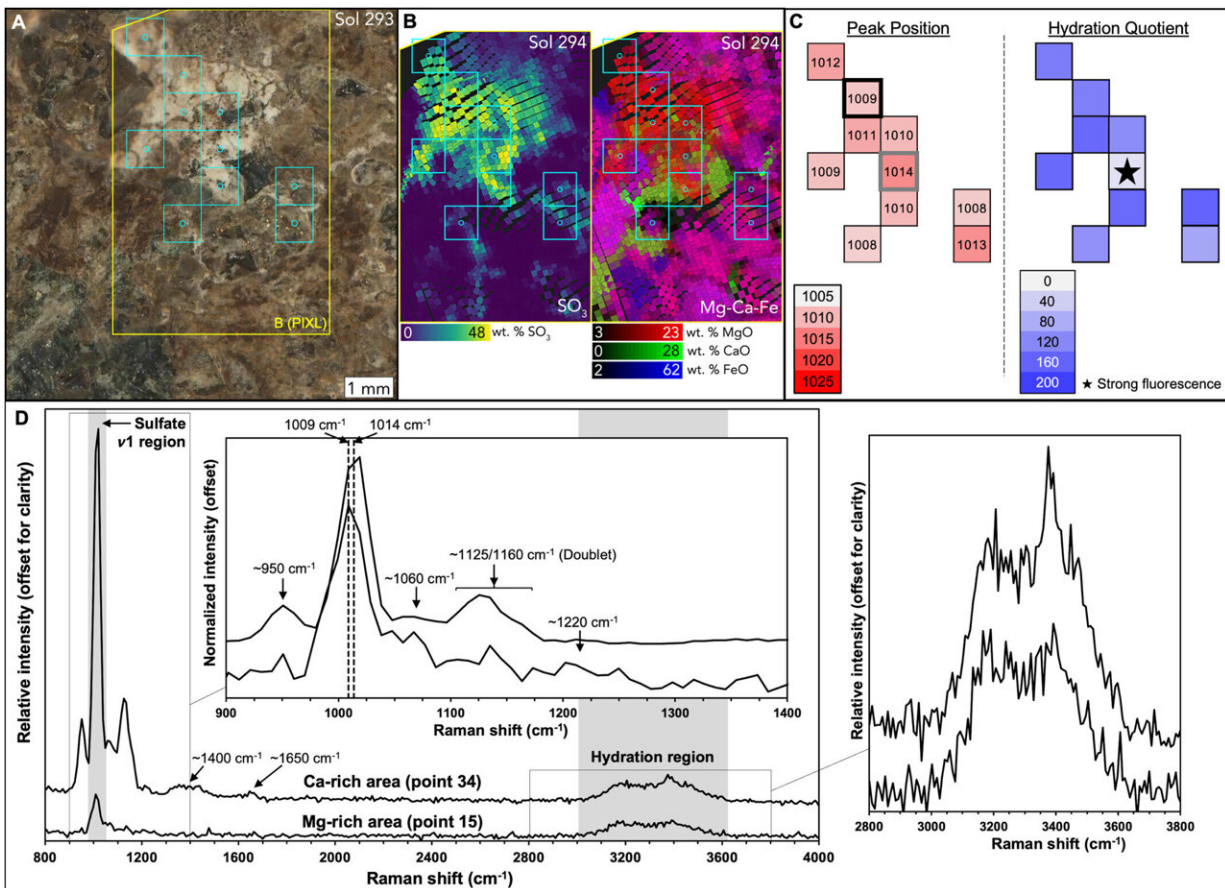 A
Sol 293
B (PIXL)
1 mm
B
Sol 294
SO₃
0 48 wt. % SO₃
Sol 294
Mg-Ca-Fe
3 23 wt. % MgO
0 28 wt. % CaO
2 62 wt. % FeO
C
Peak Position
1012
1009
1011 1010
1009 1014
1010 1008
1008 1013
1005
1010
1015
1020
1025
Hydration Quotient
0
40
80
120
160
200
★ Strong fluorescence
D
Relative intensity (offset for clarity)
Sulfate
ν1 region
~1400 cm⁻¹
~1650 cm⁻¹
Ca-rich area (point 34)
Mg-rich area (point 15)
Hydration region
800 1200 1600 2000 2400 2800 3200 3600 4000
Raman shift (cm⁻¹)
Normalized intensity (offset)
1009 cm⁻¹ 1014 cm⁻¹
~950 cm⁻¹
~1060 cm⁻¹
~1125/1160 cm⁻¹ (Doublet)
~1220 cm⁻¹
900 1000 1100 1200 1300 1400
Raman shift (cm⁻¹)
Relative intensity (offset for clarity)
2800 3000 3200 3400 3600 3800
Raman shift (cm⁻¹)